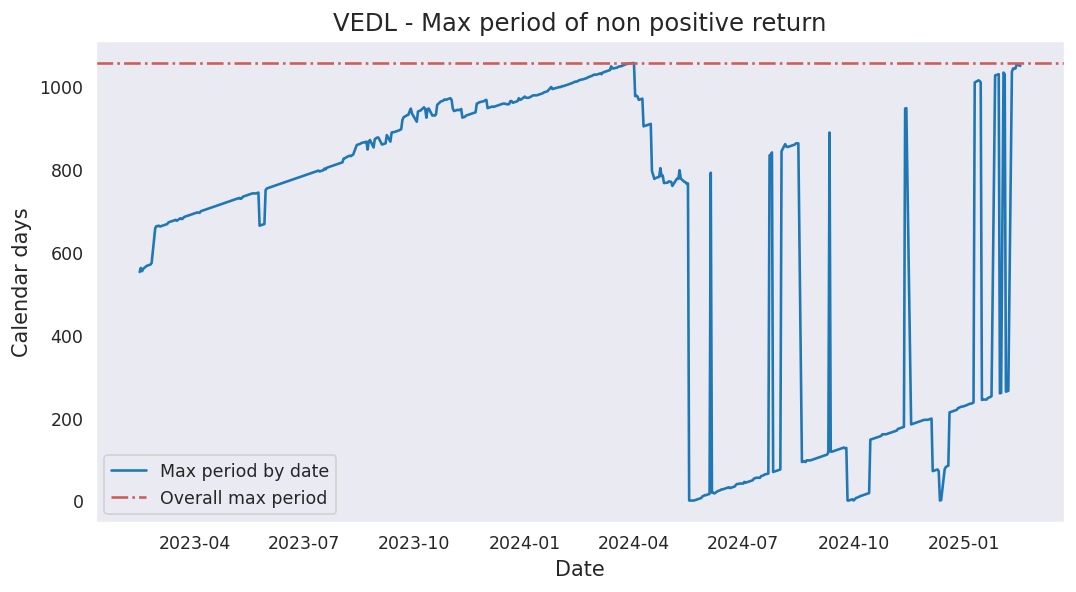 VEDL - Max period of non positive return
Calendar days
1000
800
600
400
200
0
Max period by date
Overall max period
2023-04 2023-07 2023-10 2024-01 2024-04 2024-07 2024-10 2025-01
Date